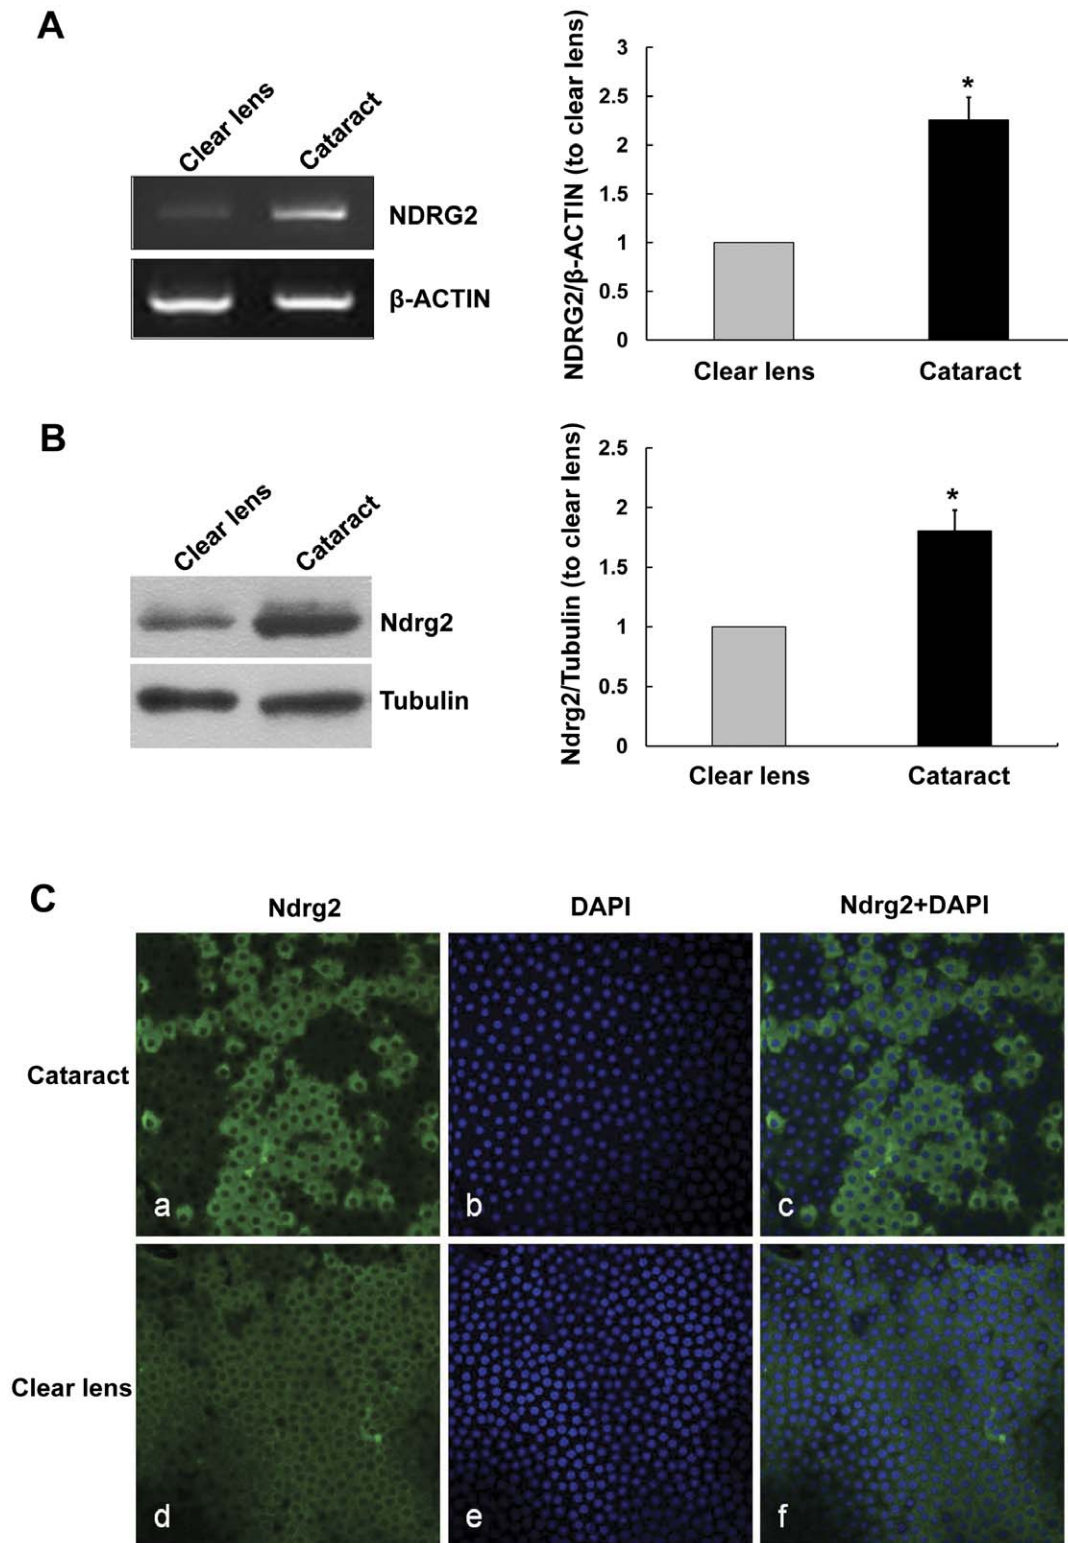 A
Clear lens
Cataract
NDRG2
β-ACTIN
NDRG2/β-ACTIN (to clear lens)
3
2.5
2
1.5
1
0.5
0
*
Clear lens
Cataract
B
Clear lens
Cataract
Ndrg2
Tubulin
Ndrg2/Tubulin (to clear lens)
2.5
2
1.5
1
0.5
0
*
Clear lens
Cataract
C
Ndrg2
DAPI
Ndrg2+DAPI
Cataract
a
b
c
Clear lens
d
e
f